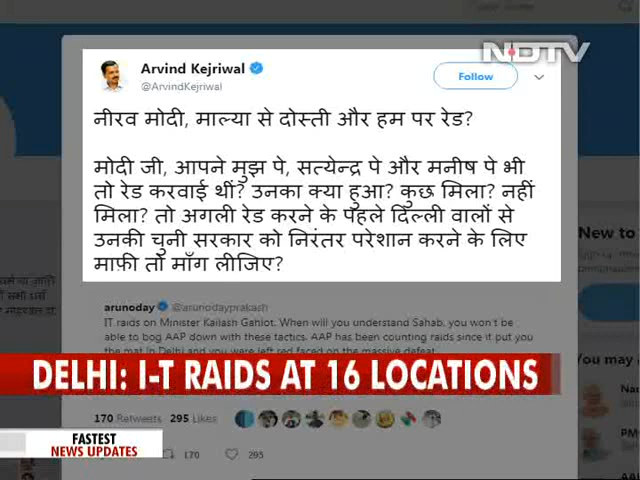 NDTV
Arvind Kejriwal
@ArvindKejriwal
Follow
नीरव मोदी, माल्या से दोस्ती और हम पर रेड?
मोदी जी, आपने मुझ पे, सत्येन्द्र पे और मनीष पे भी
तो रेड करवाई थीं? उनका क्या हुआ? कुछ मिला? नहीं
मिला? तो अगली रेड करने के पहले दिल्ली वालों से
उनकी चुनी सरकार को निरंतर परेशान करने के लिए
माफ़ी तो माँग लीजिए?
New to
arunoday @arunodayprakash
IT raids on Minister Kailash Gahlot. When will you understand Sahab, you won't be
able to bog AAP down with these tactics. AAP has been counting raids since it put you
the mat in Delhi and you were left red faced on the massive defeat
You may
DELHI: I-T RAIDS AT 16 LOCATIONS
170 Retweets 295 Likes
FASTEST
NEWS UPDATES
170 295